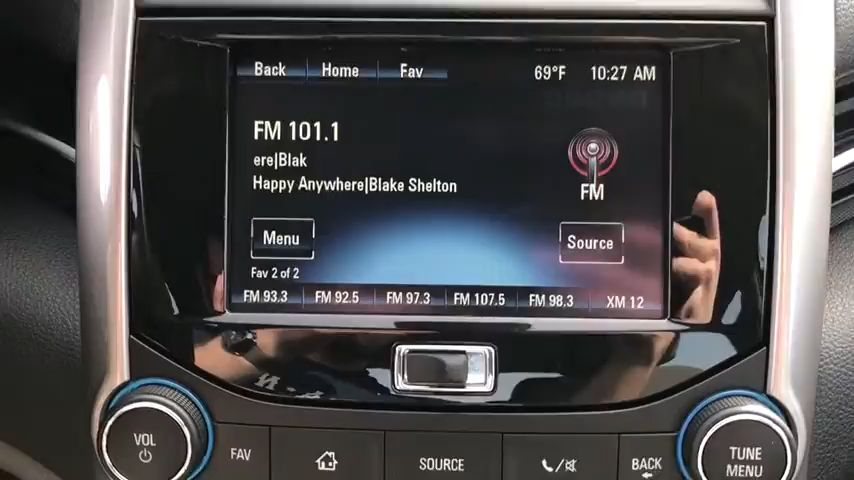 Back Home Fav 69°F 10:27 AM
FM 101.1
ere|Blak
Happy Anywhere|Blake Shelton
FM
Menu Source
Fav 2 of 2
FM 93.3 FM 92.5 FM 97.3 FM 107.5 FM 98.3 XM 12
VOL FAV SOURCE BACK TUNE
MENU